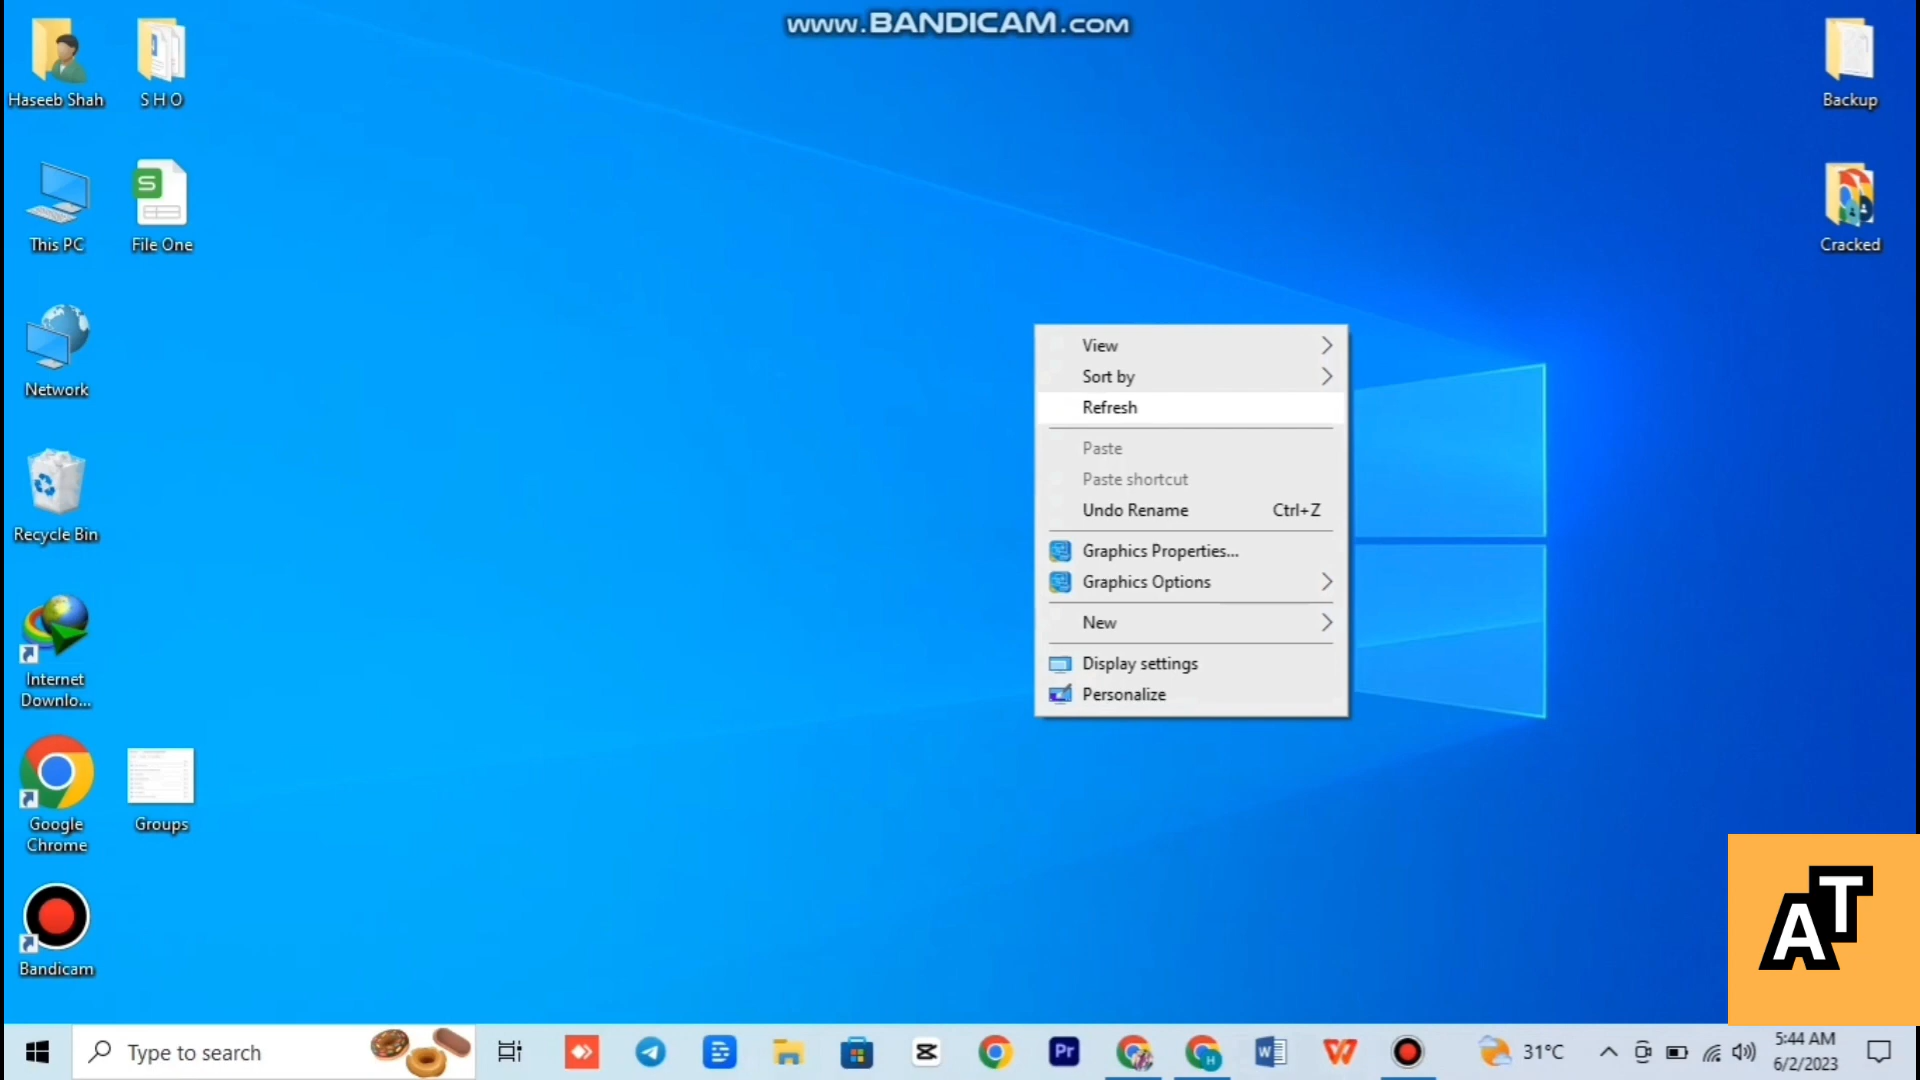 www.BANDICAM.com
Haseeb Shah
S H O
Backup
This PC
S
File One
Cracked
Network
Recycle Bin
Internet
Downlo...
Google
Chrome
Groups
Bandicam
View
Sort by
Refresh
Paste
Paste shortcut
Undo Rename Ctrl+Z
Graphics Properties...
Graphics Options
New
Display settings
Personalize
AT
Type to search
Pr
H
W
W
31°C
5:44 AM
6/2/2023